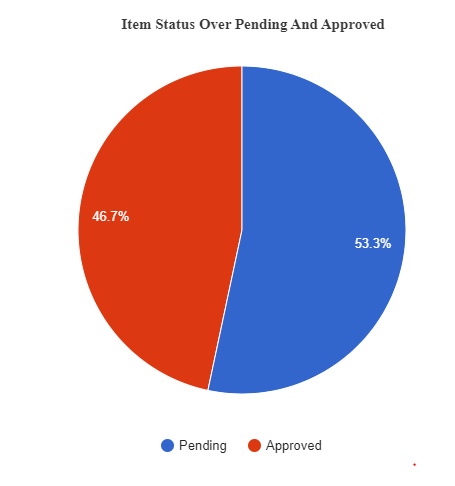 Item Status Over Pending And Approved
46.7%
53.3%
Pending Approved